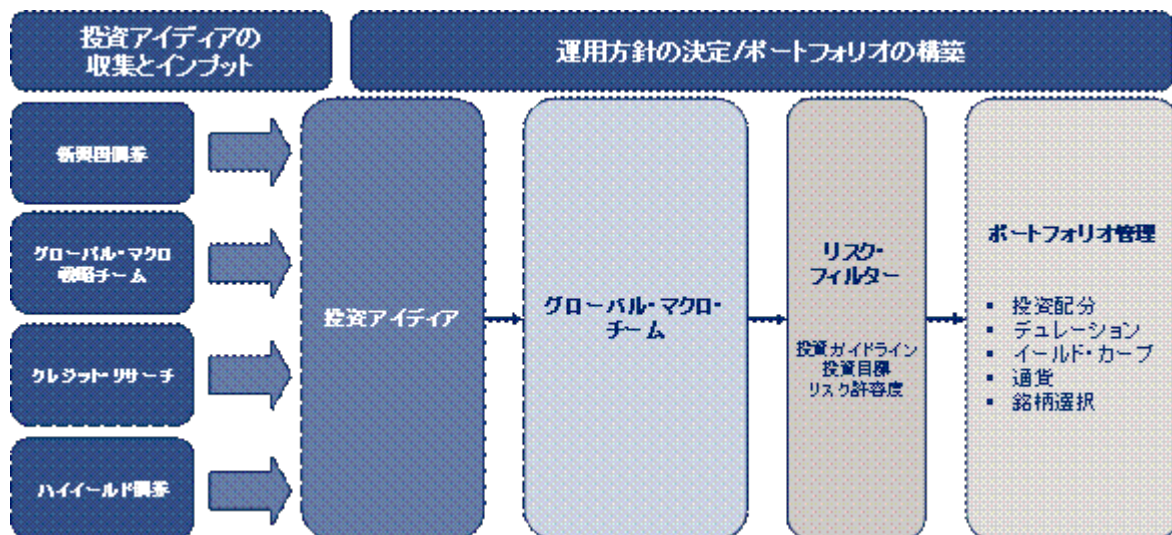 投資アイディアの
収集とインプット
運用方針の決定/ポートフォリオの構築
新興国債券
グローバル・マクロ
戦略チーム
クレジット・リサーチ
ハイイールド債券
投資アイディア
グローバル・マクロ・
チーム
リスク・
フィルター
投資ガイドライン
投資目標
リスク許容度
ポートフォリオ管理
▪ 投資配分
▪ デュレーション
▪ イールド・カーブ
▪ 通貨
▪ 銘柄選択